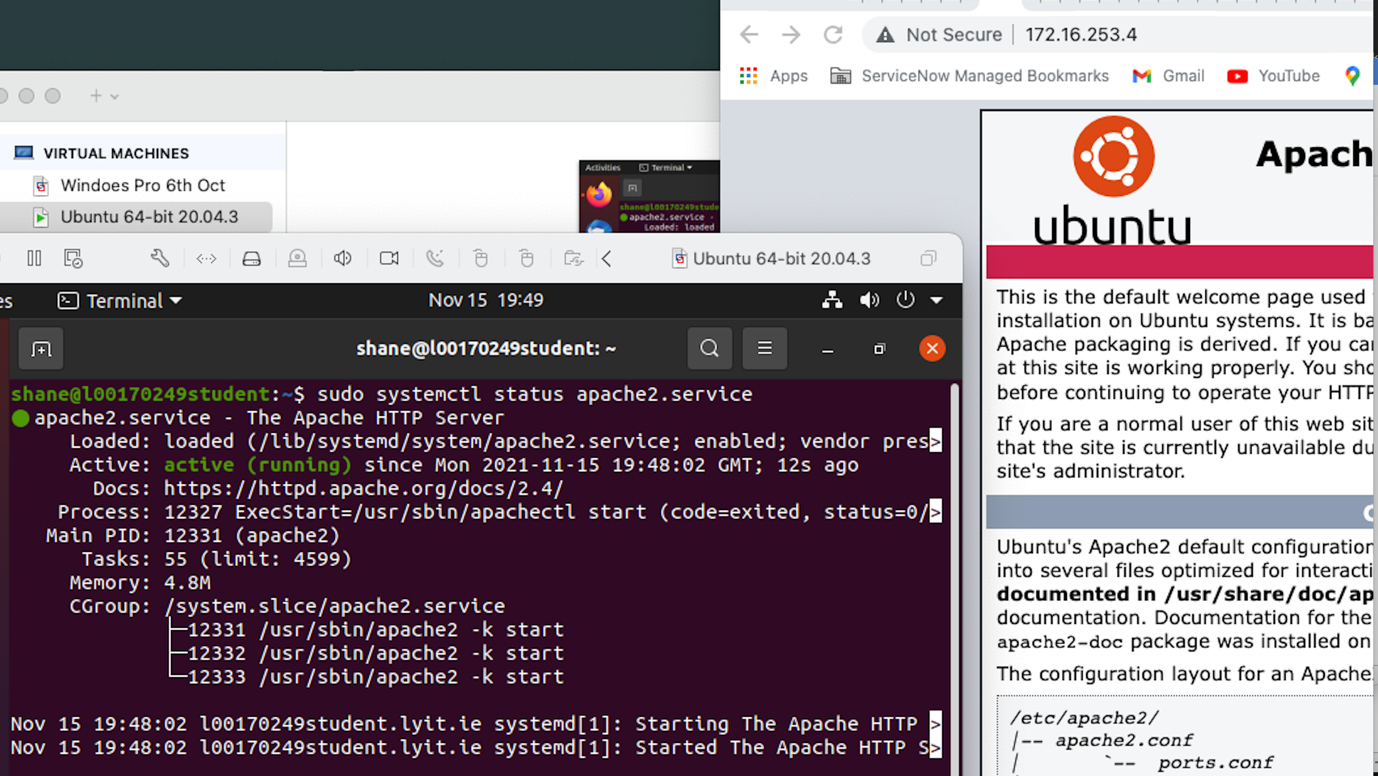 Not Secure | 172.16.253.4
Apps ServiceNow Managed Bookmarks Gmail YouTube
VIRTUAL MACHINES
Windoes Pro 6th Oct
Ubuntu 64-bit 20.04.3
Activities Terminal
shane@l00170249stude
apache2.service -
Loaded: loaded
Ubuntu 64-bit 20.04.3
es Terminal Nov 15 19:49
shane@l00170249student: ~
shane@l00170249student:~$ sudo systemctl status apache2.service
apache2.service - The Apache HTTP Server
Loaded: loaded (/lib/systemd/system/apache2.service; enabled; vendor pres>
Active: active (running) since Mon 2021-11-15 19:48:02 GMT; 12s ago
Docs: https://httpd.apache.org/docs/2.4/
Process: 12327 ExecStart=/usr/sbin/apachectl start (code=exited, status=0/>
Main PID: 12331 (apache2)
Tasks: 55 (limit: 4599)
Memory: 4.8M
CGroup: /system.slice/apache2.service
├─12331 /usr/sbin/apache2 -k start
├─12332 /usr/sbin/apache2 -k start
└─12333 /usr/sbin/apache2 -k start
Nov 15 19:48:02 l00170249student.lyit.ie systemd[1]: Starting The Apache HTTP >
Nov 15 19:48:02 l00170249student.lyit.ie systemd[1]: Started The Apache HTTP S>
ubuntu
Apach
This is the default welcome page used
installation on Ubuntu systems. It is ba
Apache packaging is derived. If you can
at this site is working properly. You sho
before continuing to operate your HTTP
If you are a normal user of this web sit
that the site is currently unavailable du
site's administrator.
Ubuntu's Apache2 default configuration
into several files optimized for interacti
documented in /usr/share/doc/ap
documentation. Documentation for the
apache2-doc package was installed on
The configuration layout for an Apache
/etc/apache2/
|-- apache2.conf
| `-- ports.conf